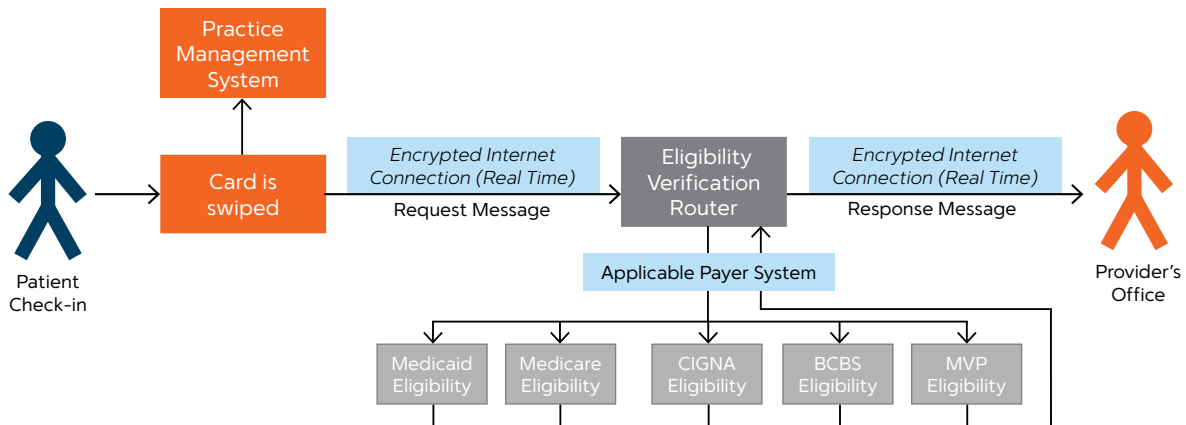 Practice
Management
System
Encrypted Internet
Connection (Real Time)
Eligibility
Verification
Router
Encrypted Internet
Connection (Real Time)
Card is
swiped
Request Message
Response Message
Patient
Check-in
Applicable Payer System
Provider's
Office
Medicaid
Eligibility
Medicare
Eligibility
CIGNA
Eligibility
BCBS
Eligibility
MVP
Eligibility